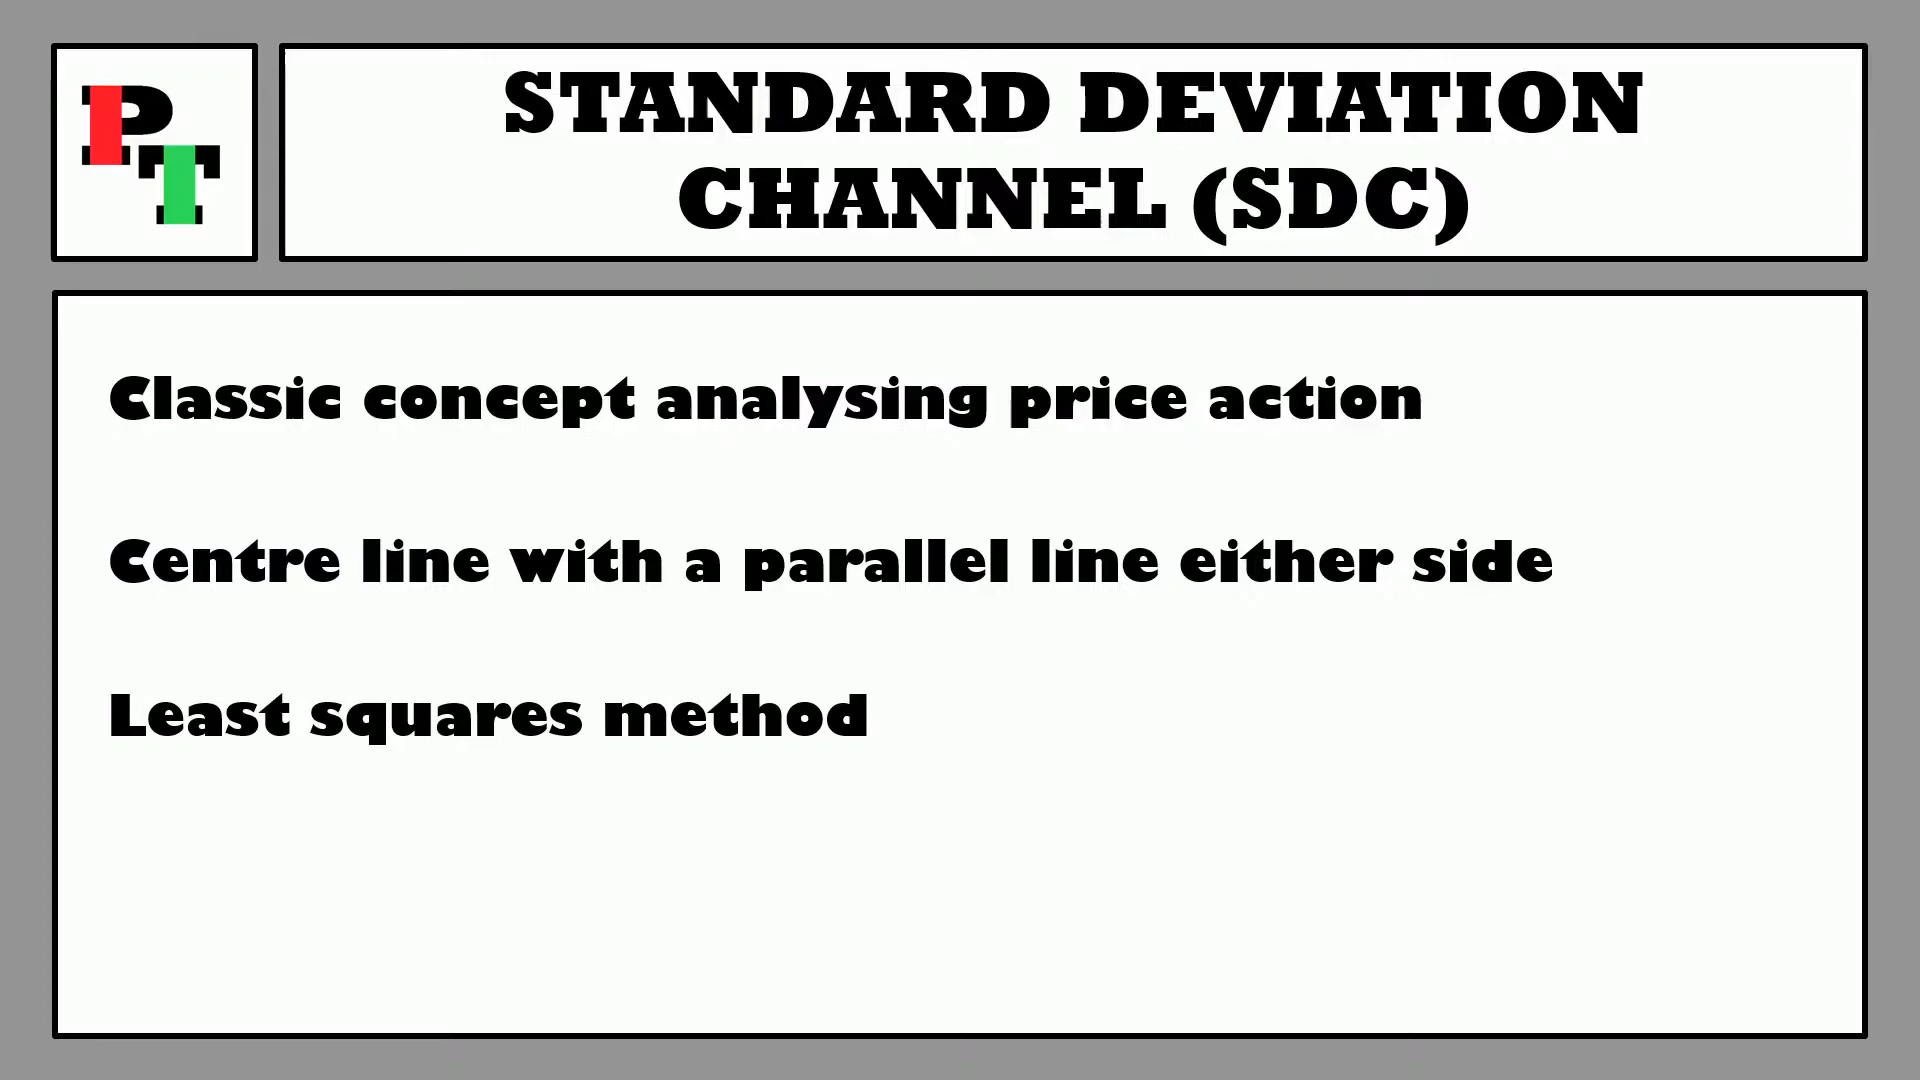 PT
STANDARD DEVIATION
CHANNEL (SDC)
Classic concept analysing price action
Centre line with a parallel line either side
Least squares method